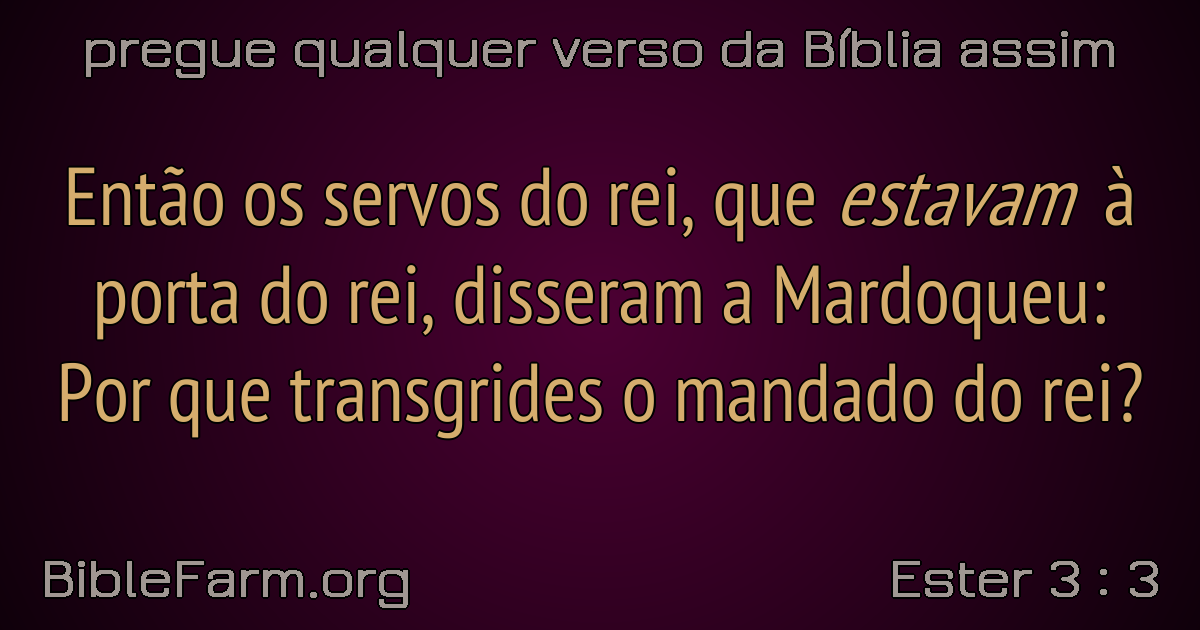 pregue qualquer verso da Bíblia assim
Então os servos do rei, que estavam à
porta do rei, disseram a Mardoqueu:
Por que transgrides o mandado do rei?
BibleFarm.org
Ester 3 : 3